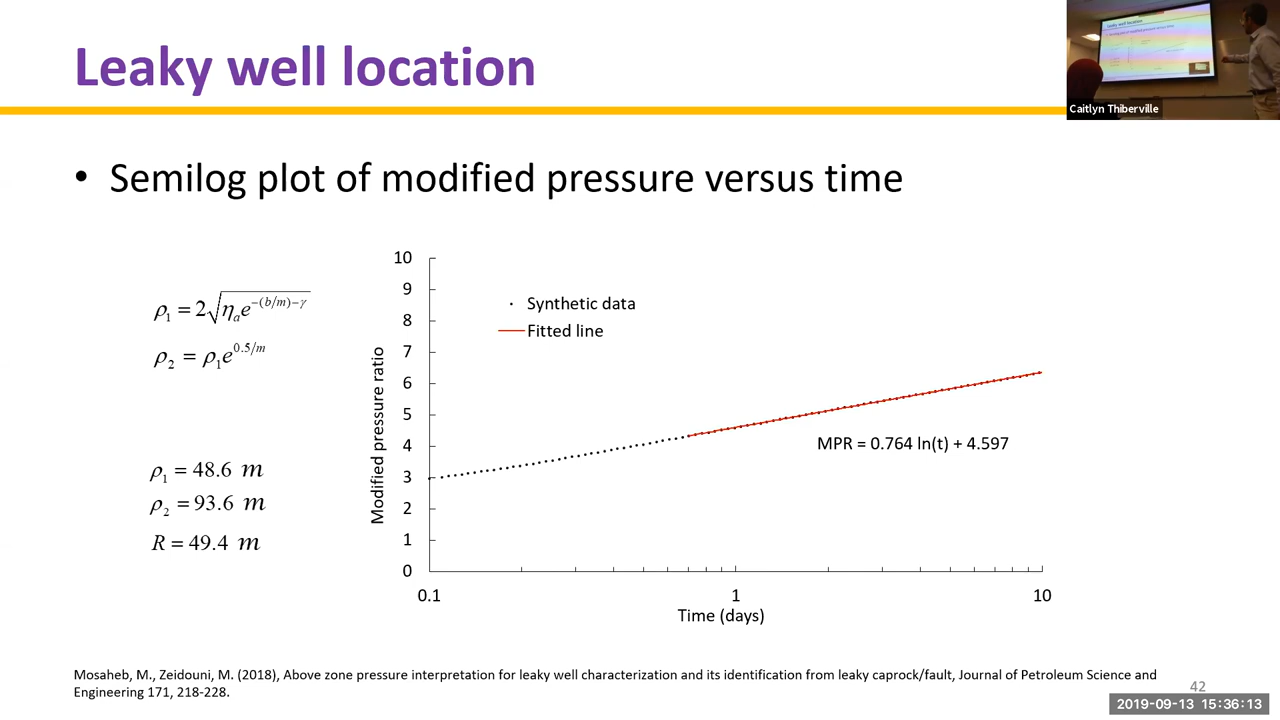 Leaky well location
Caitlyn Thiberville
• Semilog plot of modified pressure versus time
ρ₁ = 2√(ηₐe^(−(b/m)−γ))
ρ₂ = ρ₁e^(0.5/m)
ρ₁ = 48.6 m
ρ₂ = 93.6 m
R = 49.4 m
Modified pressure ratio
10
9
8
7
6
5
4
3
2
1
0
Synthetic data
Fitted line
MPR = 0.764 ln(t) + 4.597
0.1 1 10
Time (days)
Mosaheb, M., Zeidouni, M. (2018), Above zone pressure interpretation for leaky well characterization and its identification from leaky caprock/fault, Journal of Petroleum Science and
Engineering 171, 218-228.
42
2019-09-13 15:36:13